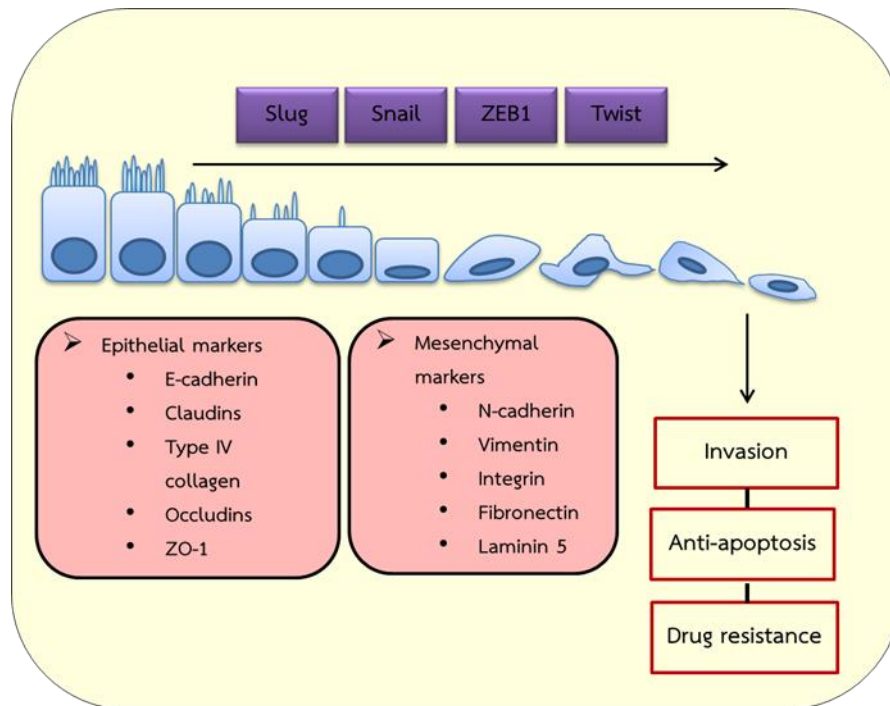 Slug
Snail
ZEB1
Twist
➢ Epithelial markers
• E-cadherin
• Claudins
• Type IV
collagen
• Occludins
• ZO-1
➢ Mesenchymal
markers
• N-cadherin
• Vimentin
• Integrin
• Fibronectin
• Laminin 5
Invasion
Anti-apoptosis
Drug resistance